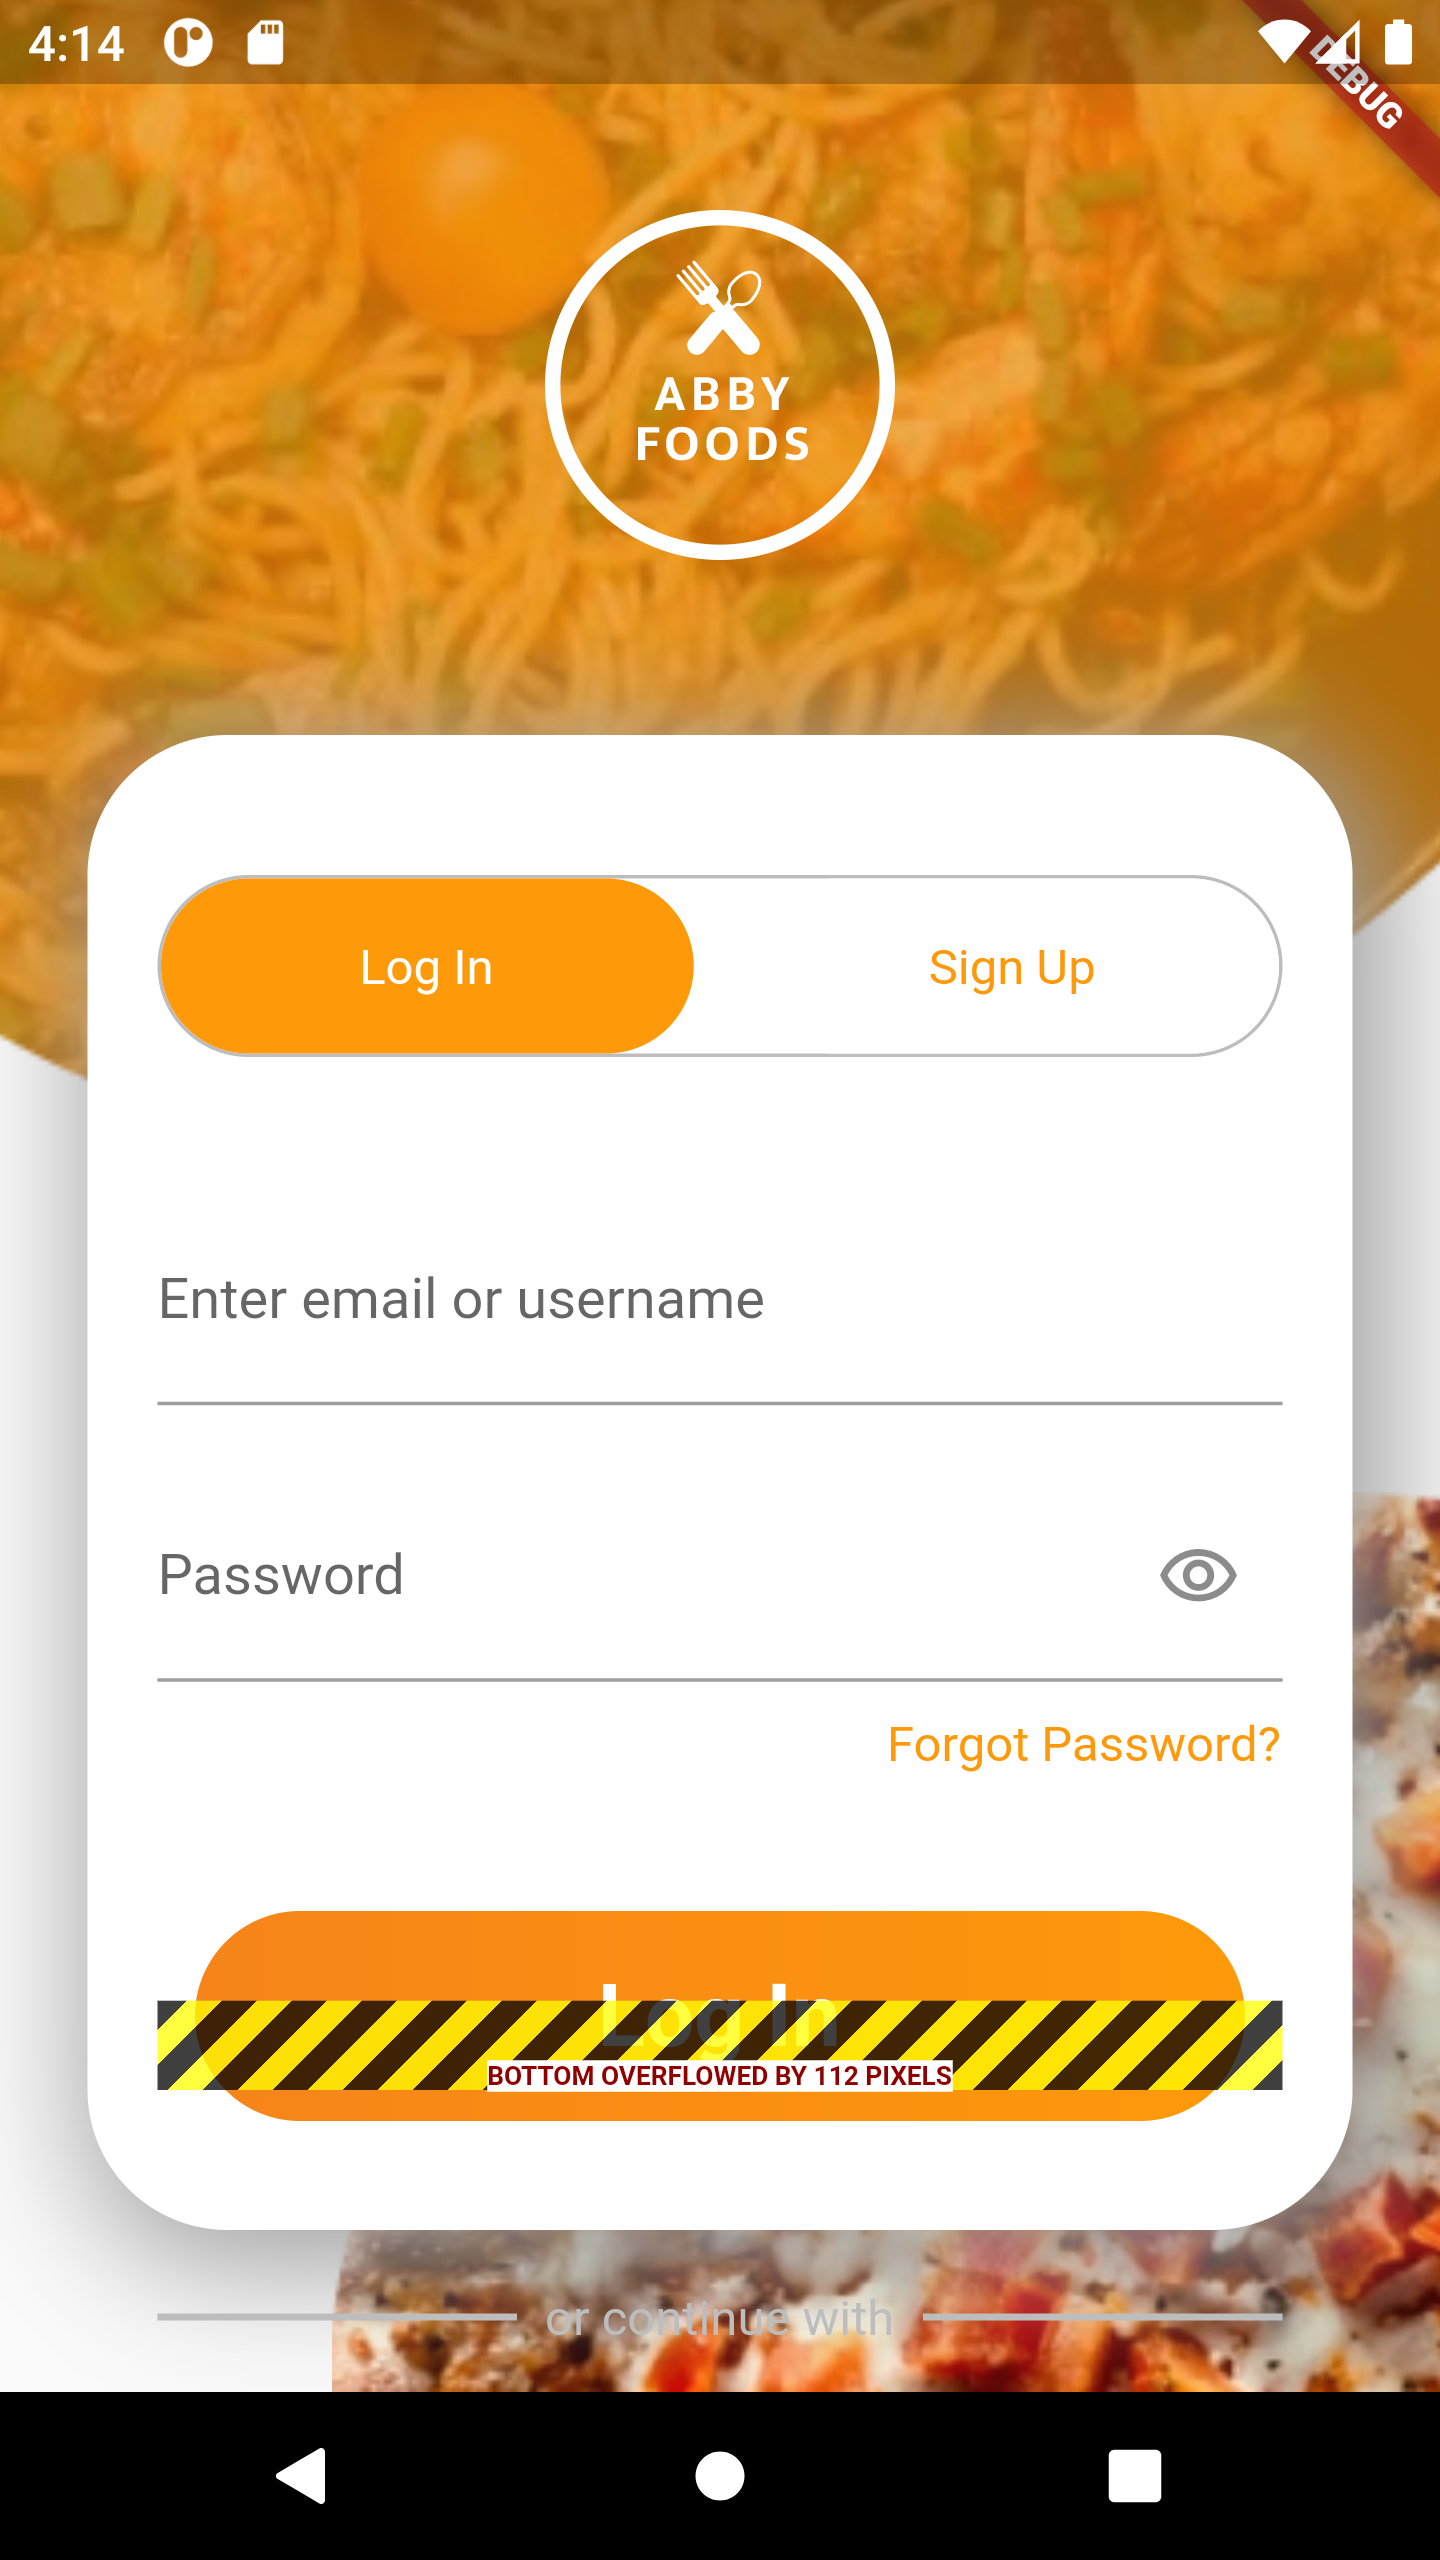 4:14
DEBUG
ABBY
FOODS
Log In
Sign Up
Enter email or username
Password
Forgot Password?
Log In
BOTTOM OVERFLOWED BY 112 PIXELS
or continue with